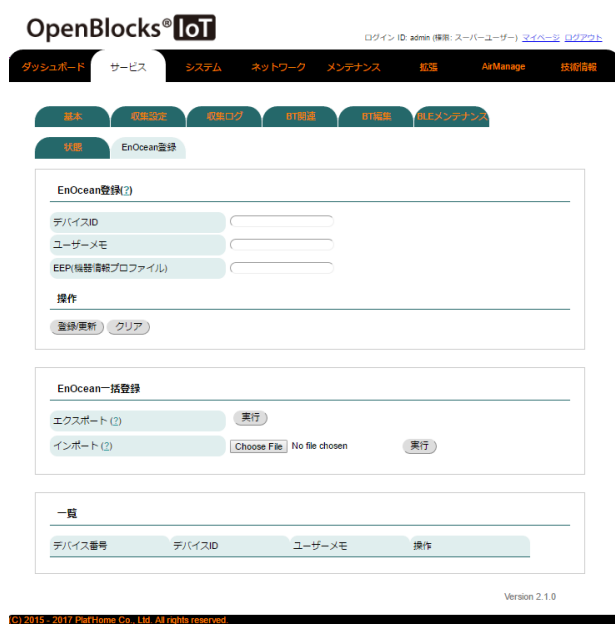 OpenBlocks® IoT
ログイン ID: admin (権限: スーパーユーザー) マイページ ログアウト
ダッシュボード サービス システム ネットワーク メンテナンス 拡張 AirManage 技術情報
基本 収集設定 収集ログ BT関連 BT編集 BLEメンテナンス
状態 EnOcean登録
EnOcean登録(?)
デバイスID
ユーザーメモ
EEP(機器情報プロファイル)
操作
登録/更新 クリア
EnOcean一括登録
エクスポート (?) 実行
インポート (?) Choose File No file chosen 実行
一覧
デバイス番号 デバイスID ユーザーメモ 操作
Version 2.1.0
(C) 2015 - 2017 Plat'Home Co., Ltd. All rights reserved.